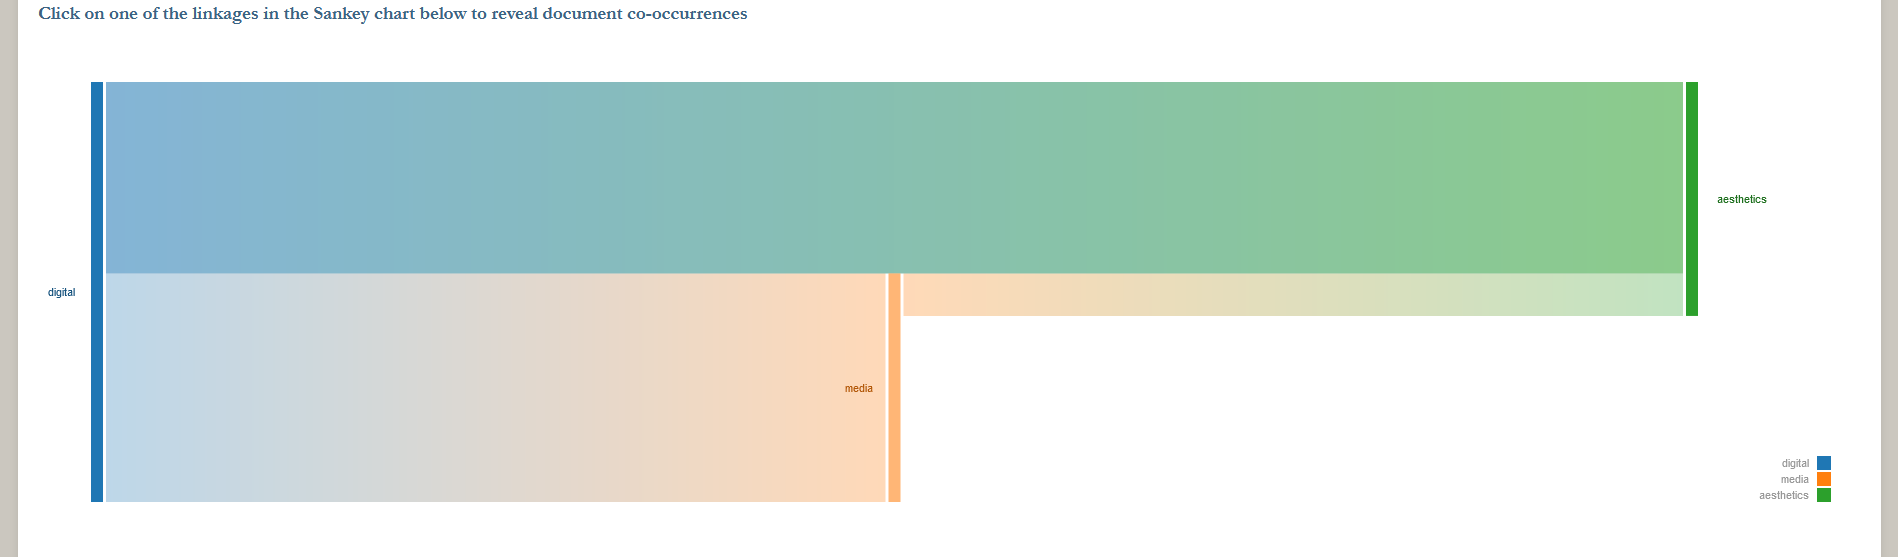 Click on one of the linkages in the Sankey chart below to reveal document co-occurrences
aesthetics
digital
media
digital
media
aesthetics